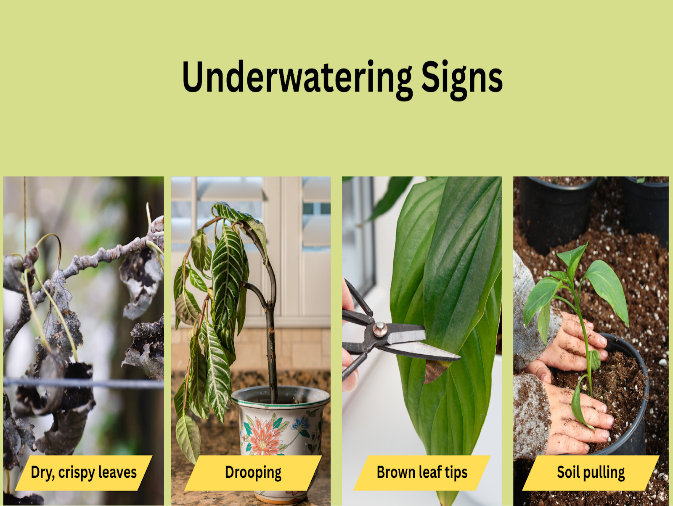 Underwatering Signs
Dry, crispy leaves
Drooping
Brown leaf tips
Soil pulling